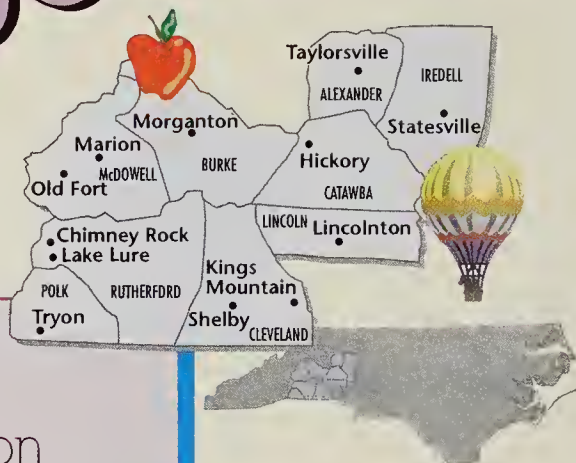 Taylorsville
IREDELL
ALEXANDER
Statesville
Morganton
Marion
McDOWELL
BURKE
Hickory
Old Fort
CATAWBA
LINCOLN Lincolnton
Chimney Rock
Lake Lure
Kings
Mountain
POLK
RUTHERFORD
Tryon
Shelby
CLEVELAND
on